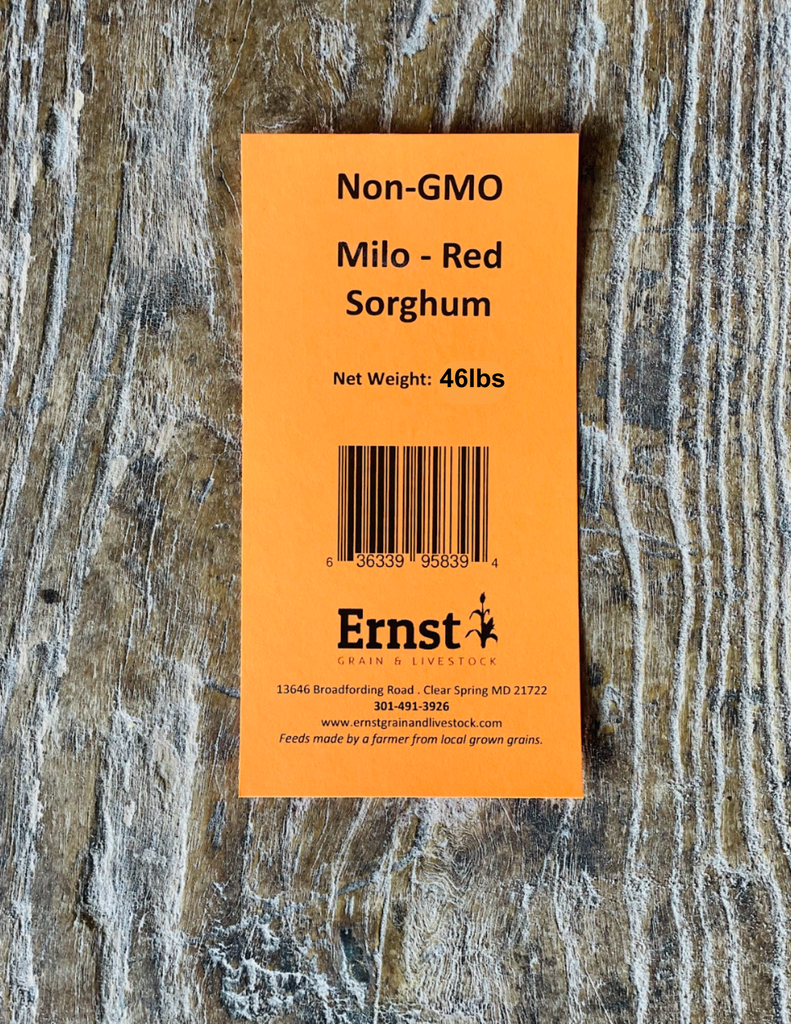 Non-GMO
Milo - Red
Sorghum
Net Weight: 46lbs
6 36339 95839 4
Ernst
GRAIN & LIVESTOCK
13646 Broadfording Road . Clear Spring MD 21722
301-491-3926
www.ernstgrainandlivestock.com
Feeds made by a farmer from local grown grains.